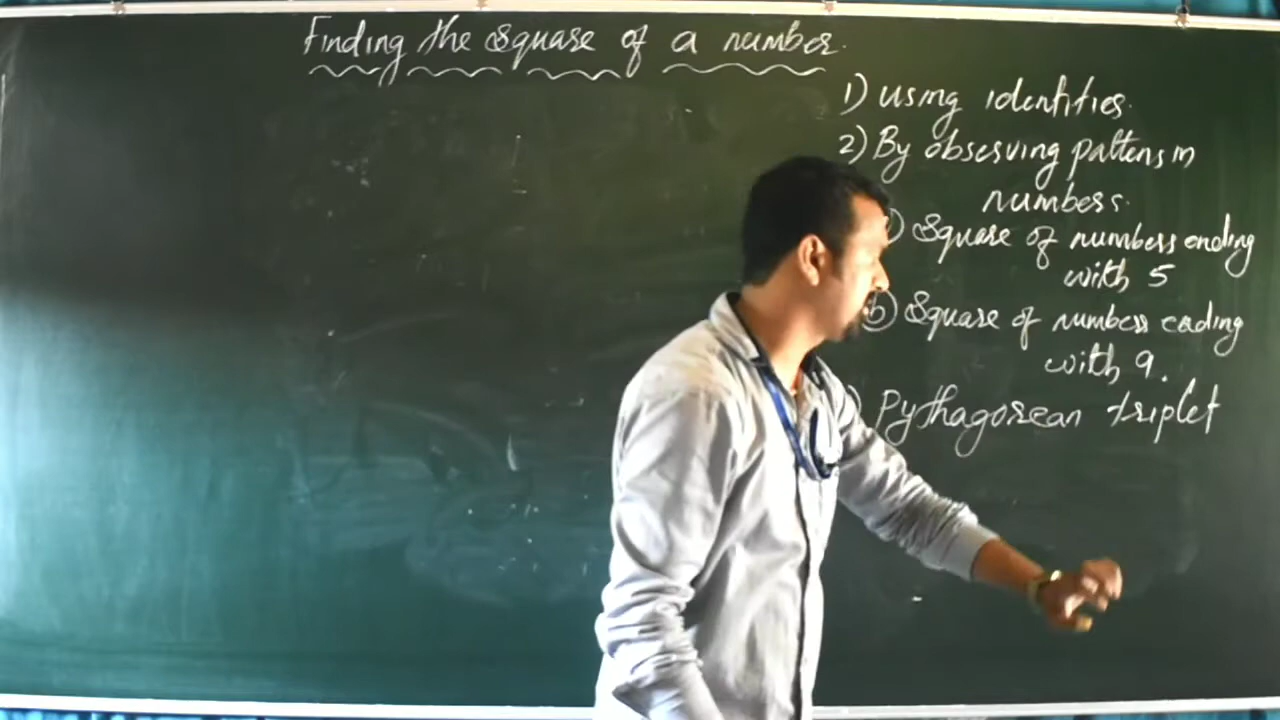 Finding the square of a number.
1) using identities.
2) By observing pattens in
numbers.
) Square of numbers ending
with 5
b) Square of numbers ending
with 9.
) Pythagorean triplet